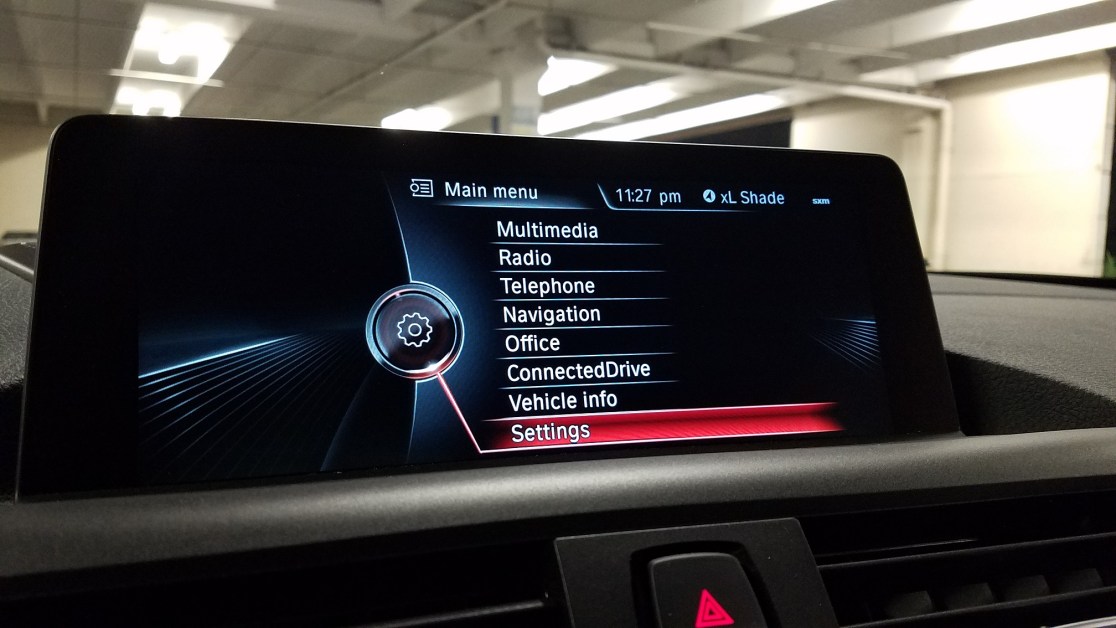 Main menu
11:27 pm xL Shade sxm
Multimedia
Radio
Telephone
Navigation
Office
ConnectedDrive
Vehicle info
Settings